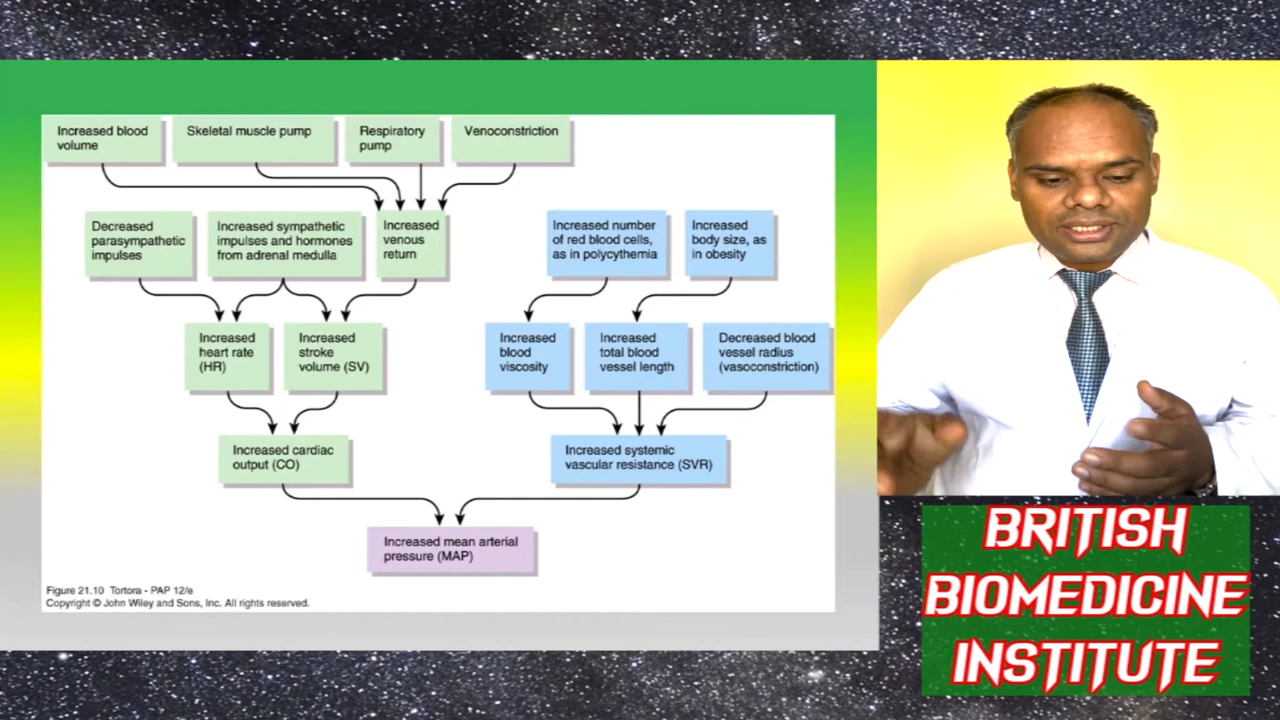 Increased blood
volume
Skeletal muscle pump
Respiratory
pump
Venoconstriction
Decreased
parasympathetic
impulses
Increased sympathetic
impulses and hormones
from adrenal medulla
Increased
venous
return
Increased number
of red blood cells,
as in polycythemia
Increased
body size, as
in obesity
Increased
heart rate
(HR)
Increased
stroke
volume (SV)
Increased
blood
viscosity
Increased
total blood
vessel length
Decreased blood
vessel radius
(vasoconstriction)
Increased cardiac
output (CO)
Increased systemic
vascular resistance (SVR)
Increased mean arterial
pressure (MAP)
Figure 21.10 Tortora - PAP 12/e
Copyright © John Wiley and Sons, Inc. All rights reserved.
BRITISH
BIOMEDICINE
INSTITUTE